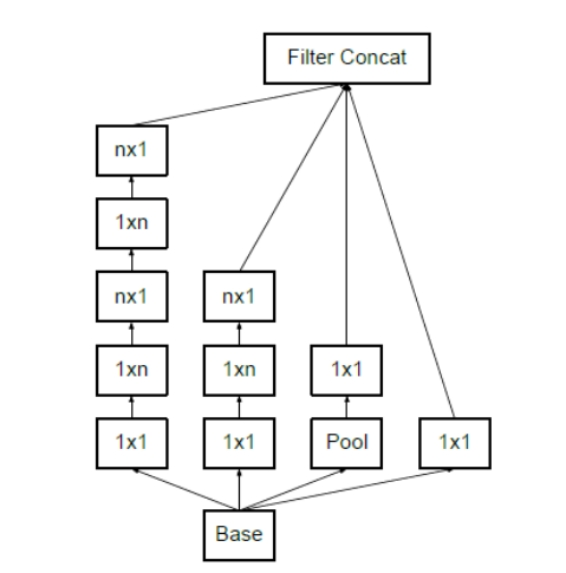 Filter Concat
nx1
1xn
nx1
nx1
1xn
1xn
1x1
1x1
1x1
Pool
1x1
Base